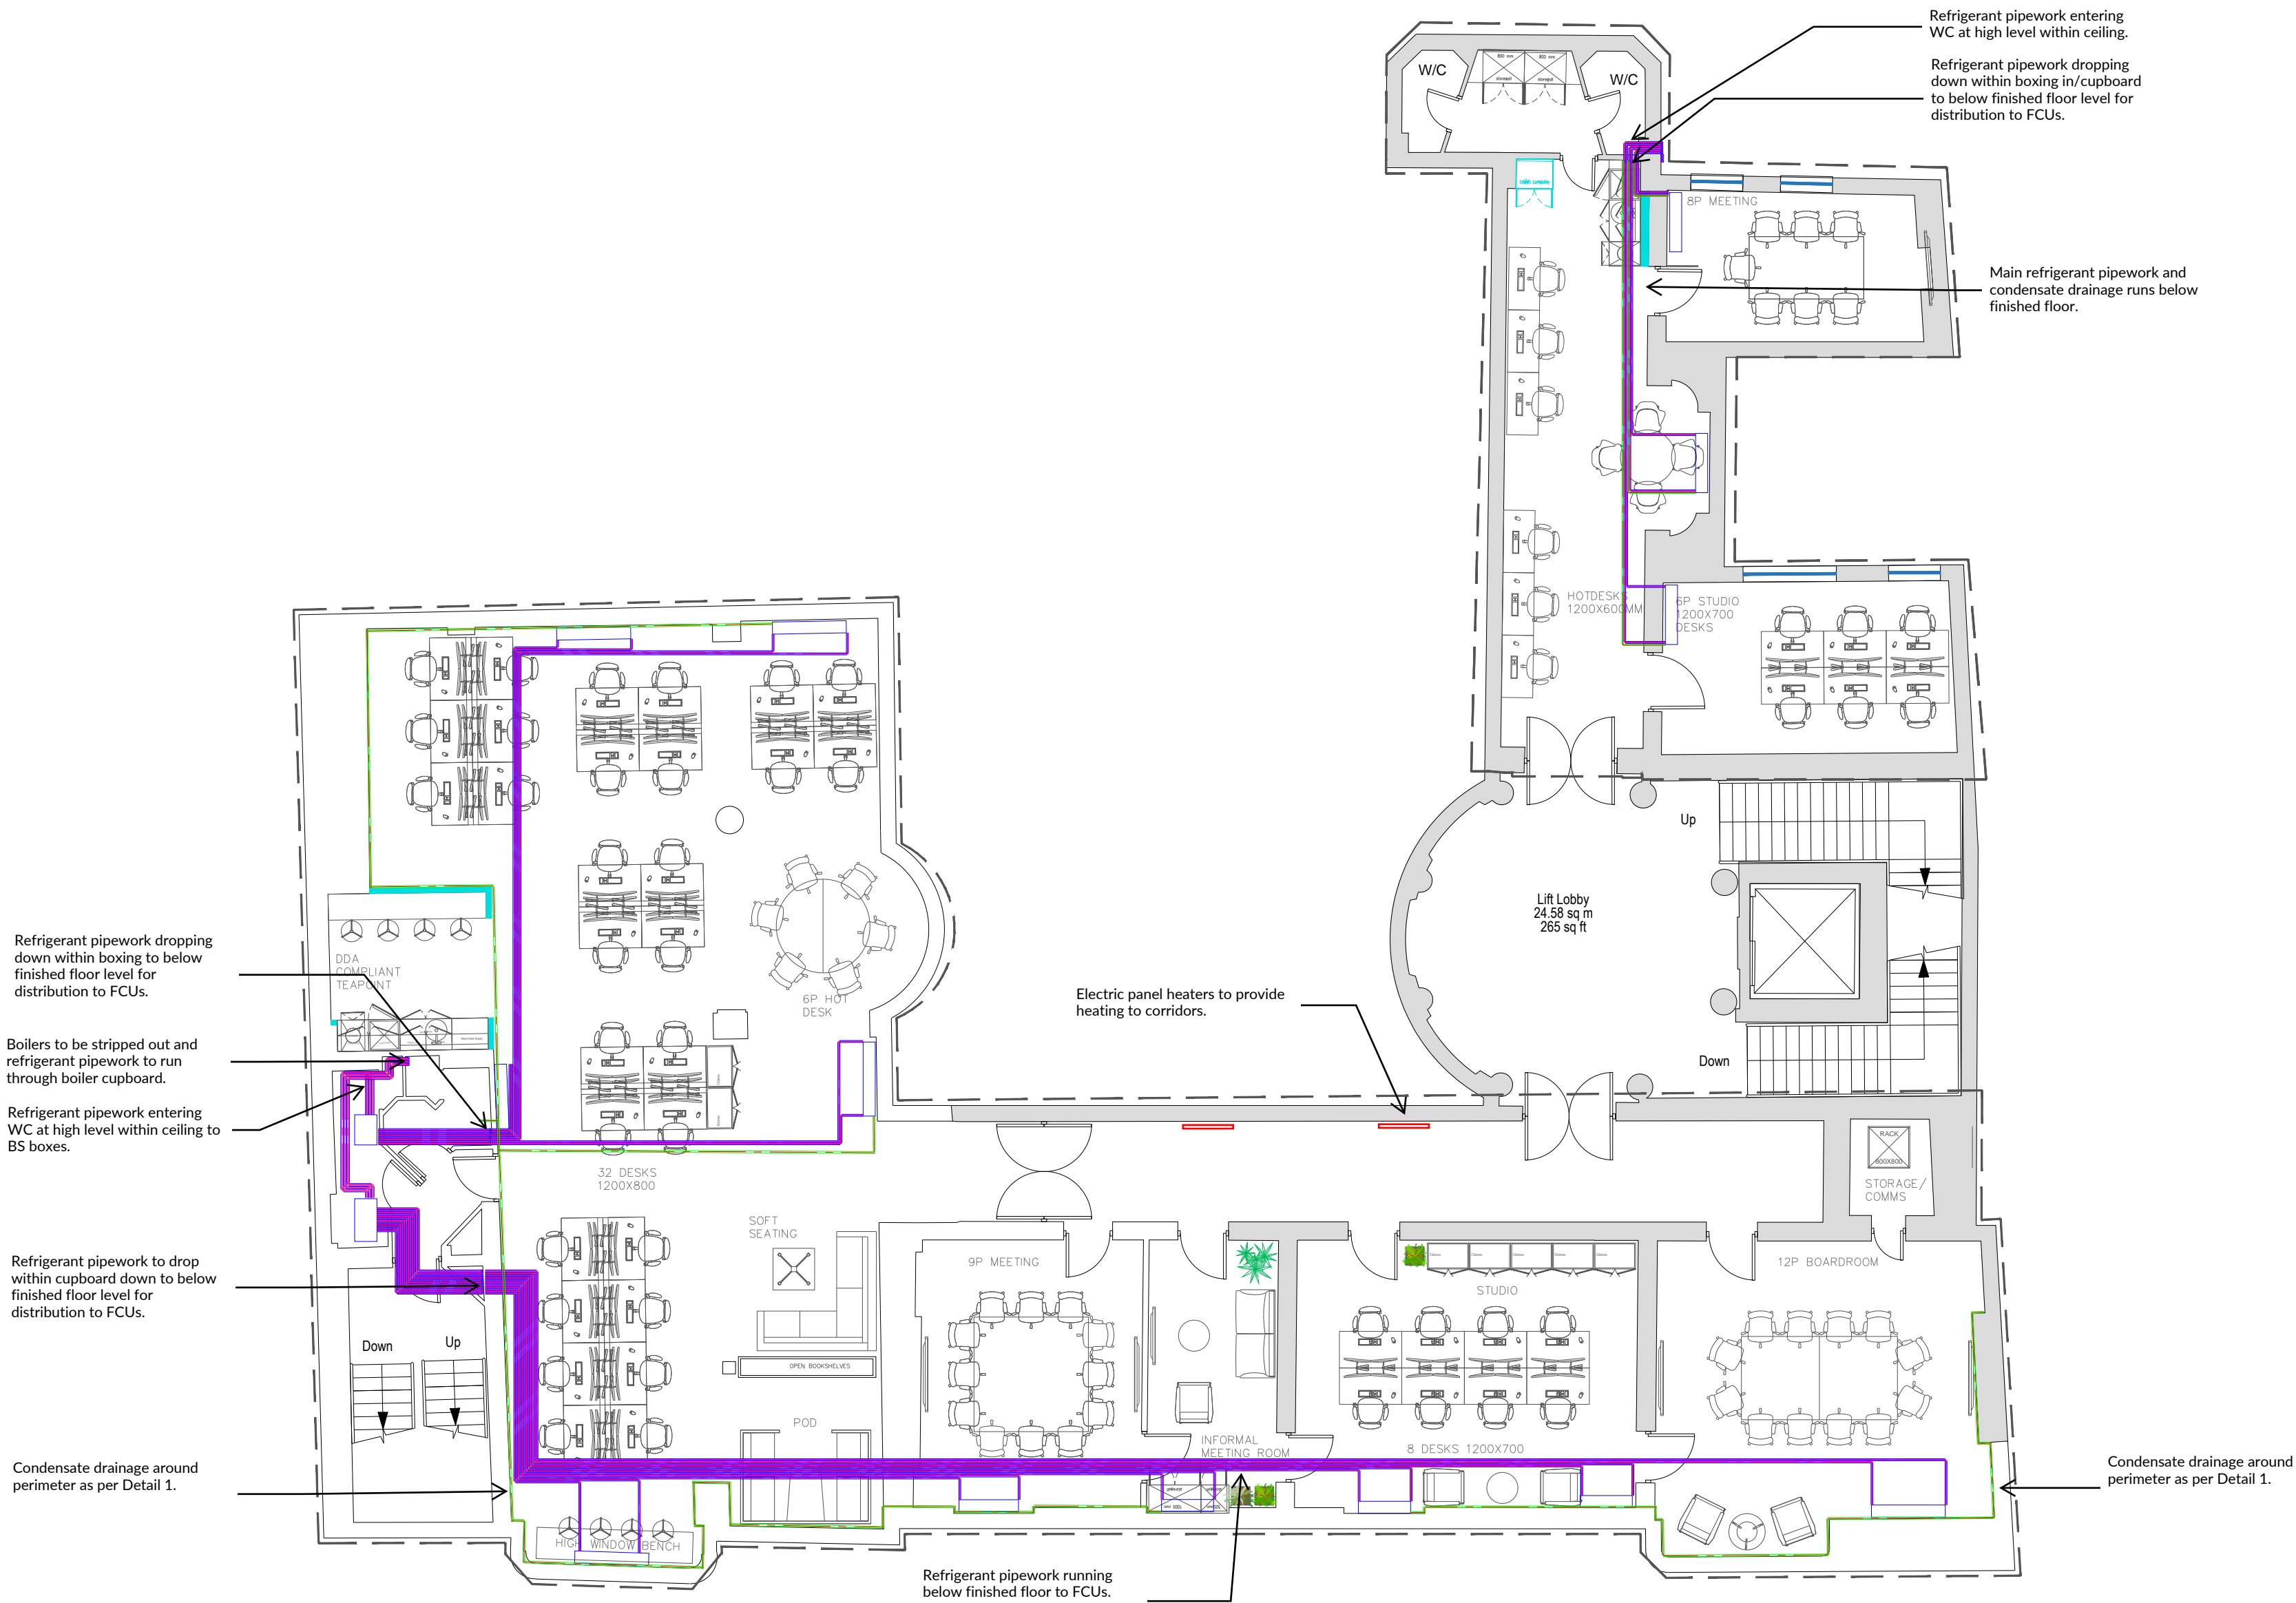 Refrigerant pipework entering
WC at high level within ceiling.
Refrigerant pipework dropping
down within boxing in/cupboard
to below finished floor level for
distribution to FCUs.
W/C
W/C
800 mm
800 mm
8P MEETING
Main refrigerant pipework and
condensate drainage runs below
finished floor.
HOTDESKS
1200X600MM
6P STUDIO
1200X700
DESKS
Up
Lift Lobby
24.58 sq m
265 sq ft
Down
DDA
COMPLIANT
TEAPOINT
6P HOT
DESK
Refrigerant pipework dropping
down within boxing to below
finished floor level for
distribution to FCUs.
Boilers to be stripped out and
refrigerant pipework to run
through boiler cupboard.
Refrigerant pipework entering
WC at high level within ceiling to
BS boxes.
Electric panel heaters to provide
heating to corridors.
32 DESKS
1200X800
RACK
800X800
STORAGE/
COMMS
SOFT
SEATING
9P MEETING
STUDIO
12P BOARDROOM
Refrigerant pipework to drop
within cupboard down to below
finished floor level for
distribution to FCUs.
Down
Up
OPEN BOOKSHELVES
POD
INFORMAL
MEETING ROOM
8 DESKS 1200X700
Condensate drainage around
perimeter as per Detail 1.
Condensate drainage around
perimeter as per Detail 1.
HIGH WINDOW BENCH
Refrigerant pipework running
below finished floor to FCUs.